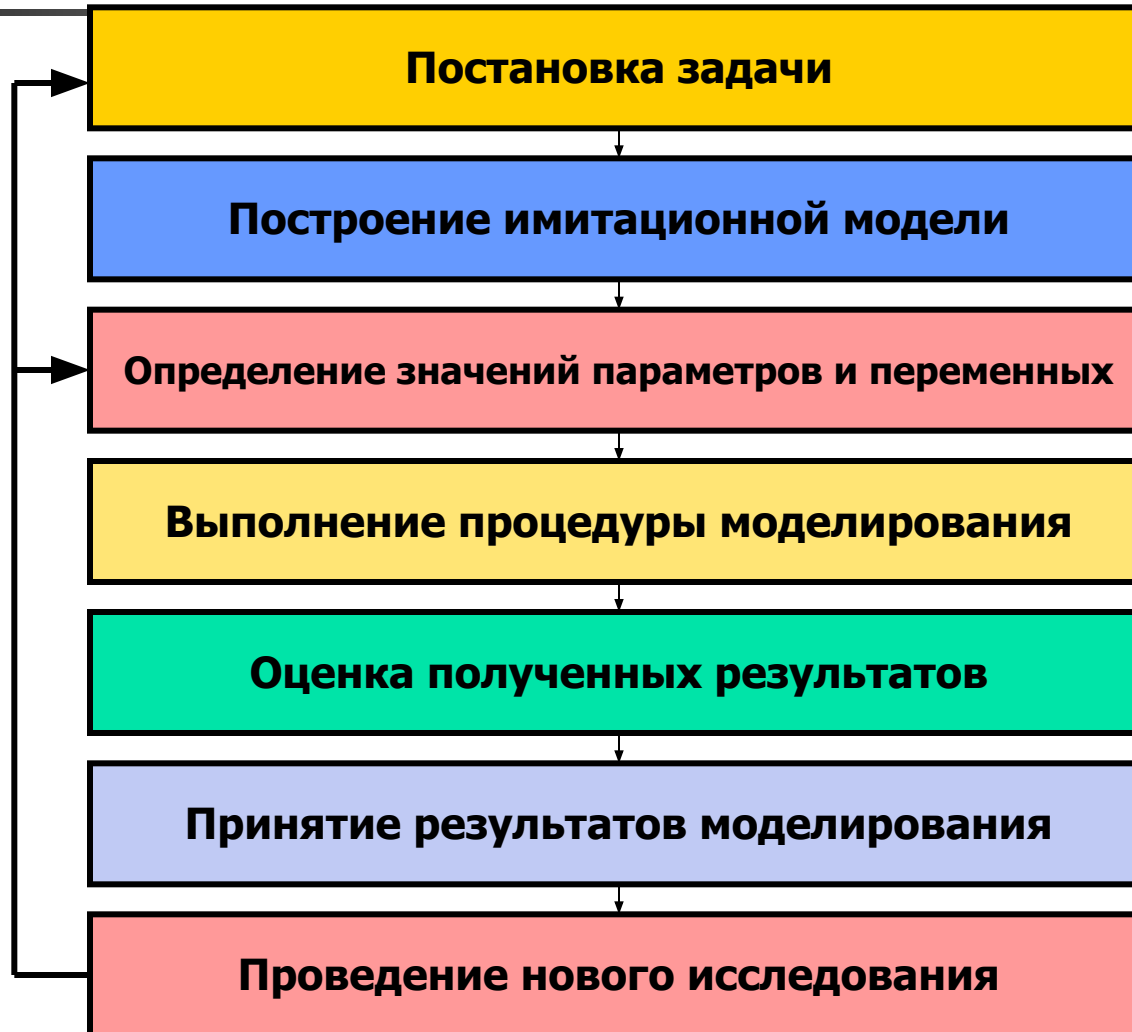 Постановка задачи
Построение имитационной модели
Определение значений параметров и переменных
Выполнение процедуры моделирования
Оценка полученных результатов
Принятие результатов моделирования
Проведение нового исследования